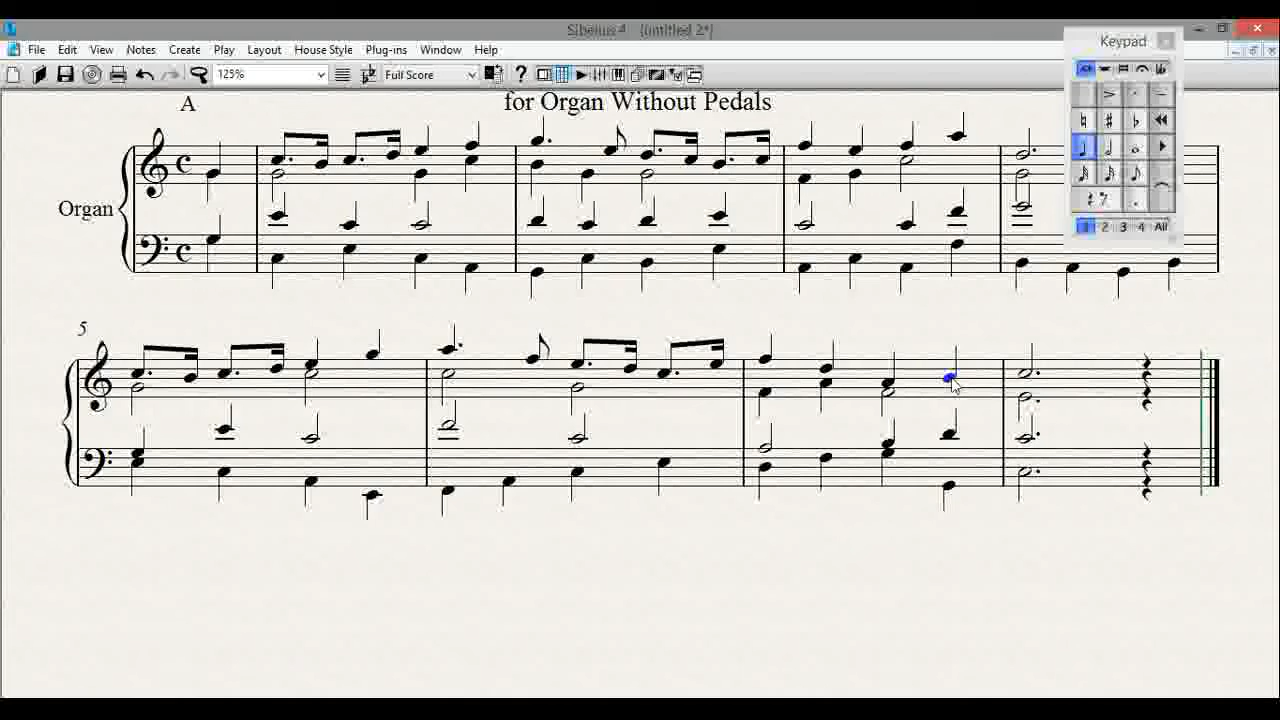 Sibelius 4 - [untitled 2*]
File Edit View Notes Create Play Layout House Style Plug-ins Window Help
125% Full Score
Keypad
1 2 3 4 All
A
for Organ Without Pedals
Organ
5